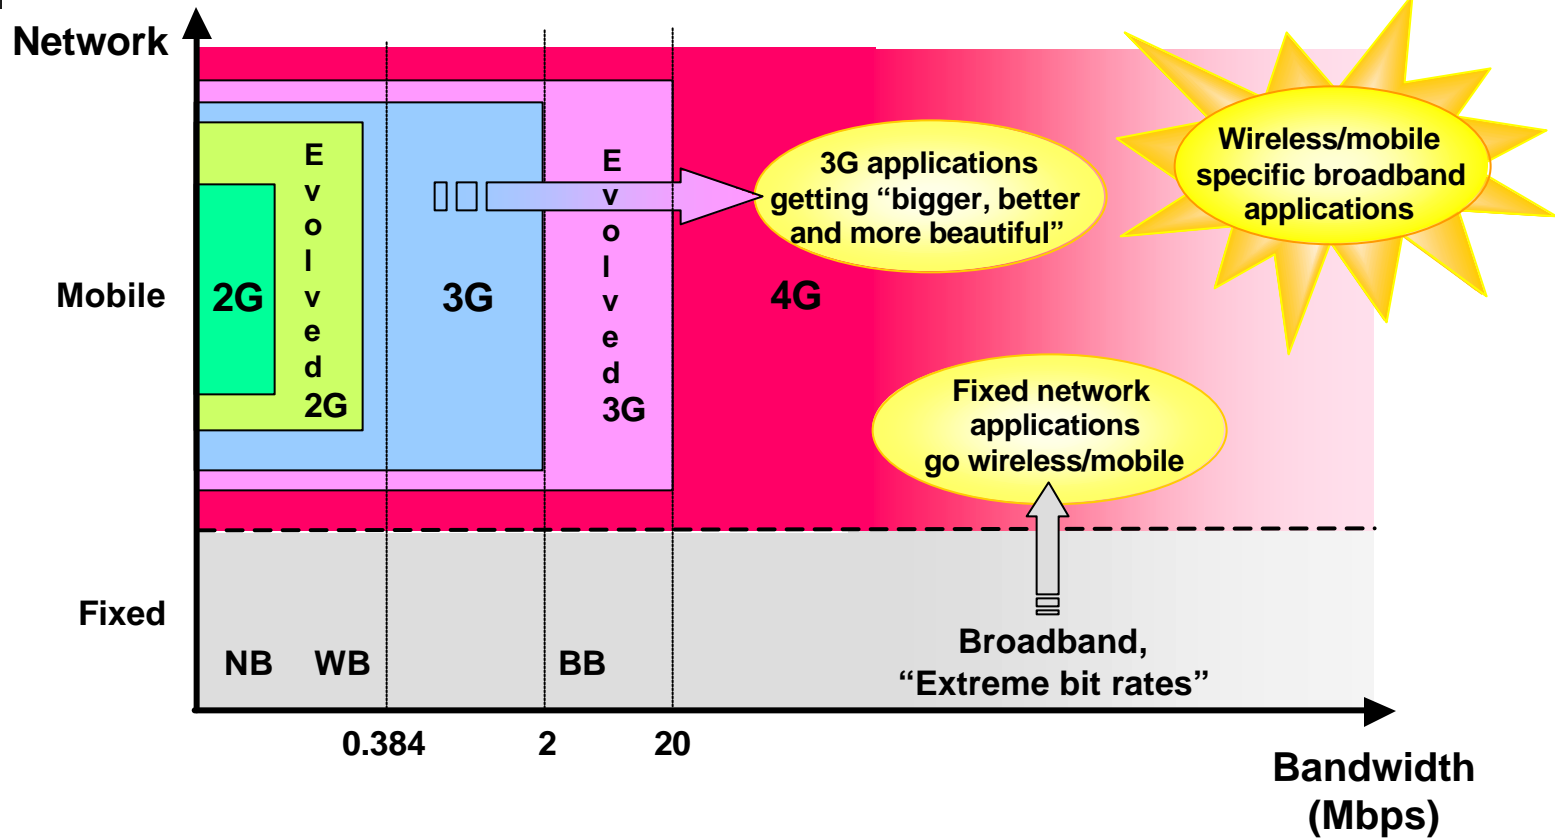 Network
Mobile
Fixed
2G
Evolved
2G
3G
Evolved
3G
4G
3G applications
getting “bigger, better
and more beautiful”
Wireless/mobile
specific broadband
applications
Fixed network
applications
go wireless/mobile
Broadband,
“Extreme bit rates”
NB WB BB
0.384 2 20
Bandwidth
(Mbps)